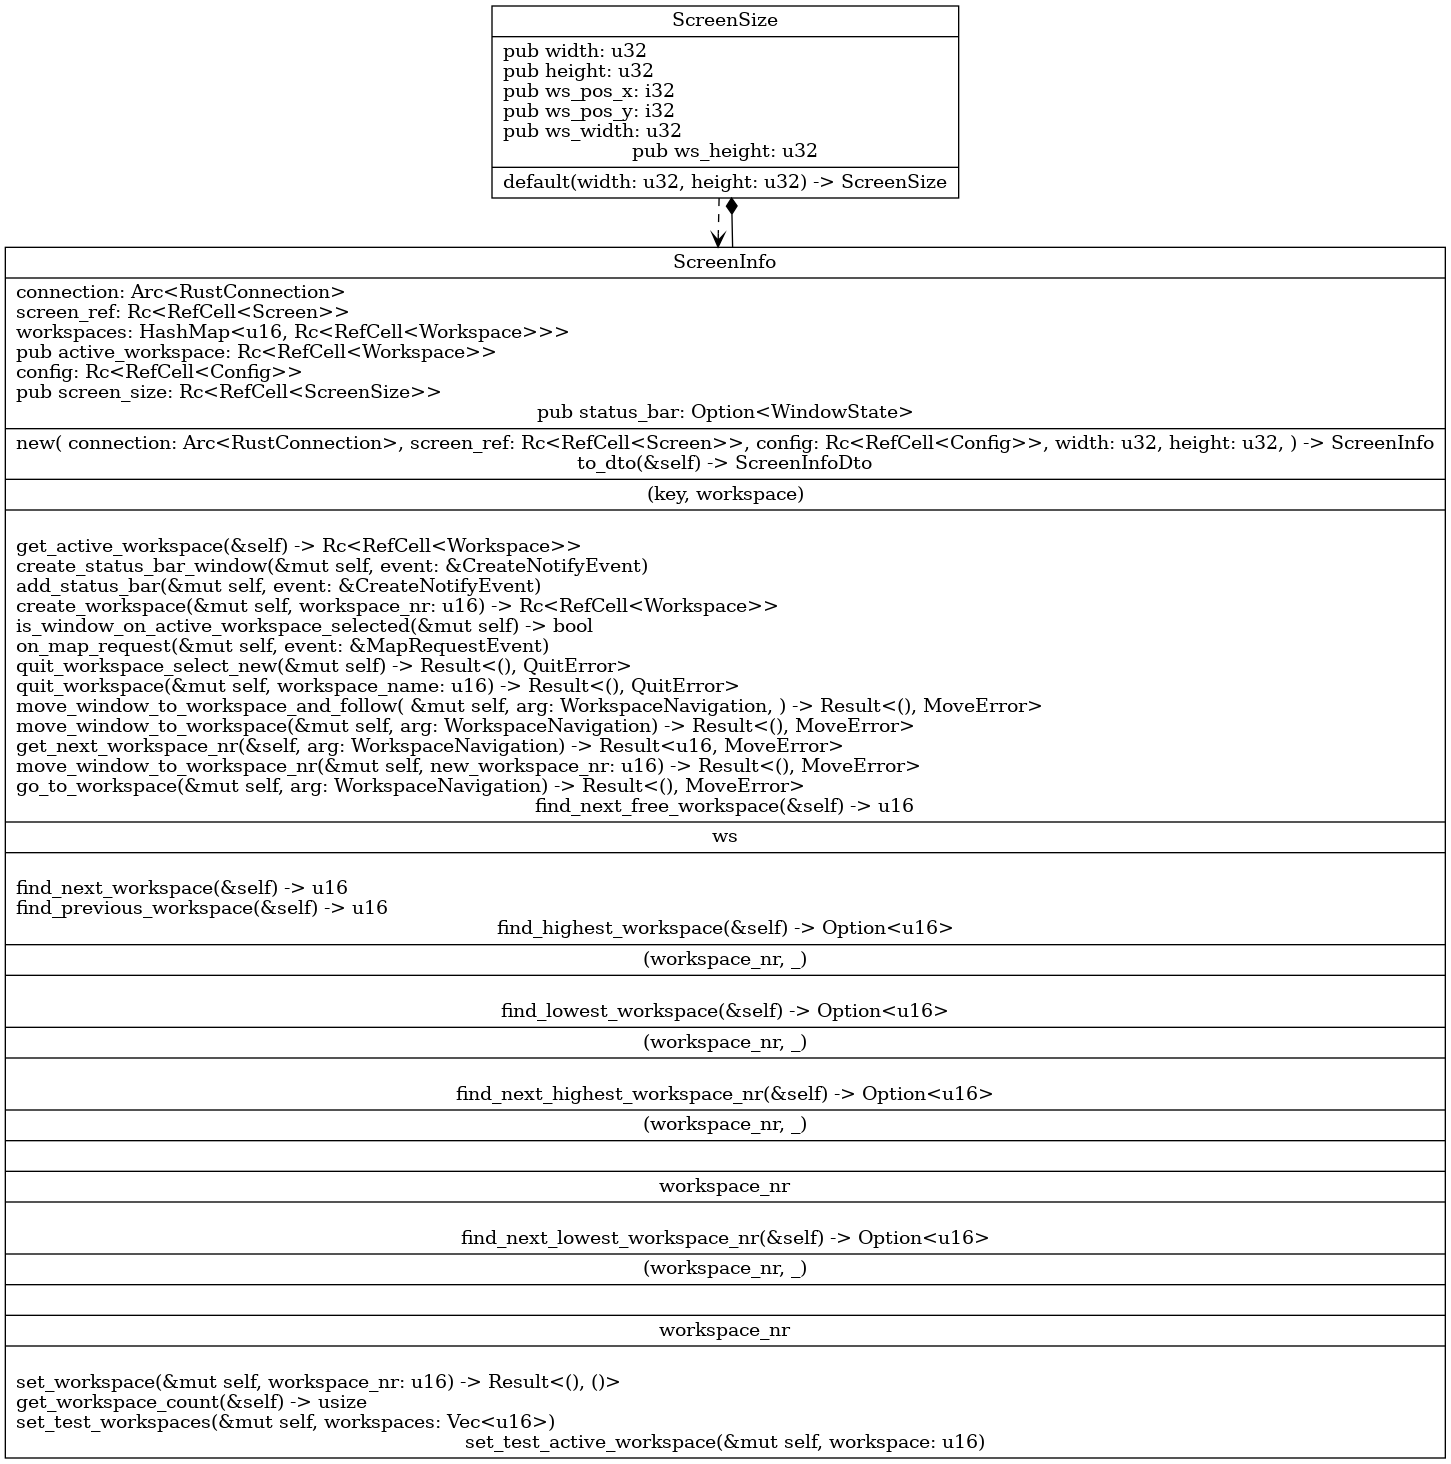 ScreenSize
pub width: u32
pub height: u32
pub ws_pos_x: i32
pub ws_pos_y: i32
pub ws_width: u32
pub ws_height: u32
default(width: u32, height: u32) -> ScreenSize
ScreenInfo
connection: Arc<RustConnection>
screen_ref: Rc<RefCell<Screen>>
workspaces: HashMap<u16, Rc<RefCell<Workspace>>>
pub active_workspace: Rc<RefCell<Workspace>>
config: Rc<RefCell<Config>>
pub screen_size: Rc<RefCell<ScreenSize>>
pub status_bar: Option<WindowState>
new( connection: Arc<RustConnection>, screen_ref: Rc<RefCell<Screen>>, config: Rc<RefCell<Config>>, width: u32, height: u32, ) -> ScreenInfo
to_dto(&self) -> ScreenInfoDto
(key, workspace)
get_active_workspace(&self) -> Rc<RefCell<Workspace>>
create_status_bar_window(&mut self, event: &CreateNotifyEvent)
add_status_bar(&mut self, event: &CreateNotifyEvent)
create_workspace(&mut self, workspace_nr: u16) -> Rc<RefCell<Workspace>>
is_window_on_active_workspace_selected(&mut self) -> bool
on_map_request(&mut self, event: &MapRequestEvent)
quit_workspace_select_new(&mut self) -> Result<(), QuitError>
quit_workspace(&mut self, workspace_name: u16) -> Result<(), QuitError>
move_window_to_workspace_and_follow( &mut self, arg: WorkspaceNavigation, ) -> Result<(), MoveError>
move_window_to_workspace(&mut self, arg: WorkspaceNavigation) -> Result<(), MoveError>
get_next_workspace_nr(&self, arg: WorkspaceNavigation) -> Result<u16, MoveError>
move_window_to_workspace_nr(&mut self, new_workspace_nr: u16) -> Result<(), MoveError>
go_to_workspace(&mut self, arg: WorkspaceNavigation) -> Result<(), MoveError>
find_next_free_workspace(&self) -> u16
ws
find_next_workspace(&self) -> u16
find_previous_workspace(&self) -> u16
find_highest_workspace(&self) -> Option<u16>
(workspace_nr, _)
find_lowest_workspace(&self) -> Option<u16>
(workspace_nr, _)
find_next_highest_workspace_nr(&self) -> Option<u16>
(workspace_nr, _)
workspace_nr
find_next_lowest_workspace_nr(&self) -> Option<u16>
(workspace_nr, _)
workspace_nr
set_workspace(&mut self, workspace_nr: u16) -> Result<(), ()>
get_workspace_count(&self) -> usize
set_test_workspaces(&mut self, workspaces: Vec<u16>)
set_test_active_workspace(&mut self, workspace: u16)